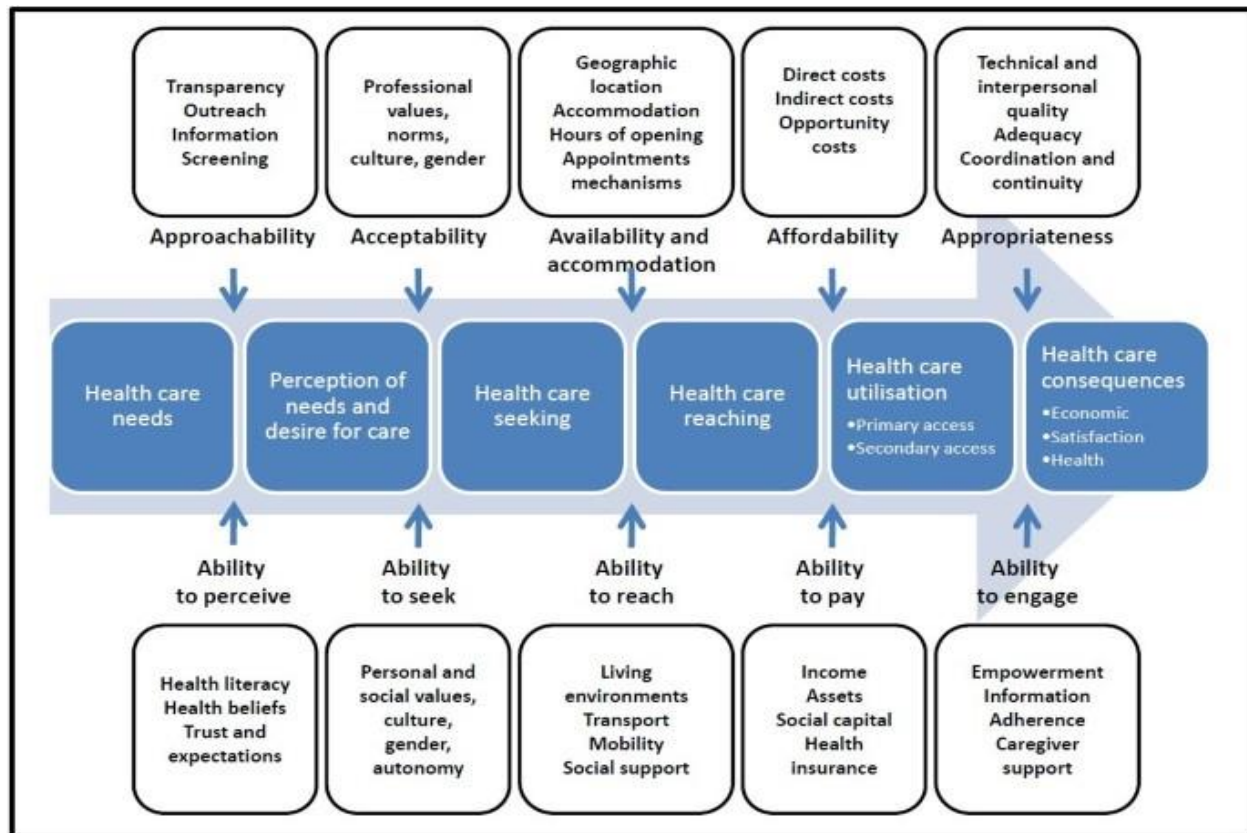 Transparency
Outreach
Information
Screening
Professional
values,
norms,
culture, gender
Geographic
location
Accommodation
Hours of opening
Appointments
mechanisms
Direct costs
Indirect costs
Opportunity
costs
Technical and
interpersonal
quality
Adequacy
Coordination and
continuity
Approachability
Acceptability
Availability and
accommodation
Affordability
Appropriateness
Health care
needs
Perception of
needs and
desire for care
Health care
seeking
Health care
reaching
Health care
utilisation
•Primary access
•Secondary access
Health care
consequences
•Economic
•Satisfaction
•Health
Ability
to perceive
Ability
to seek
Ability
to reach
Ability
to pay
Ability
to engage
Health literacy
Health beliefs
Trust and
expectations
Personal and
social values,
culture,
gender,
autonomy
Living
environments
Transport
Mobility
Social support
Income
Assets
Social capital
Health
insurance
Empowerment
Information
Adherence
Caregiver
support